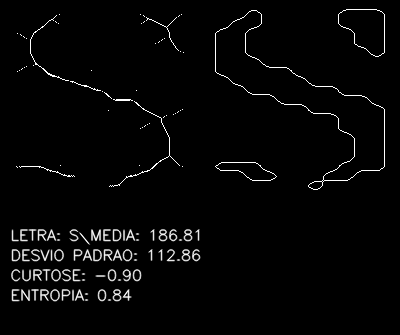 LETRA: S\MEDIA: 186.81
DESVIO PADRAO: 112.86
CURTOSE: -0.90
ENTROPIA: 0.84